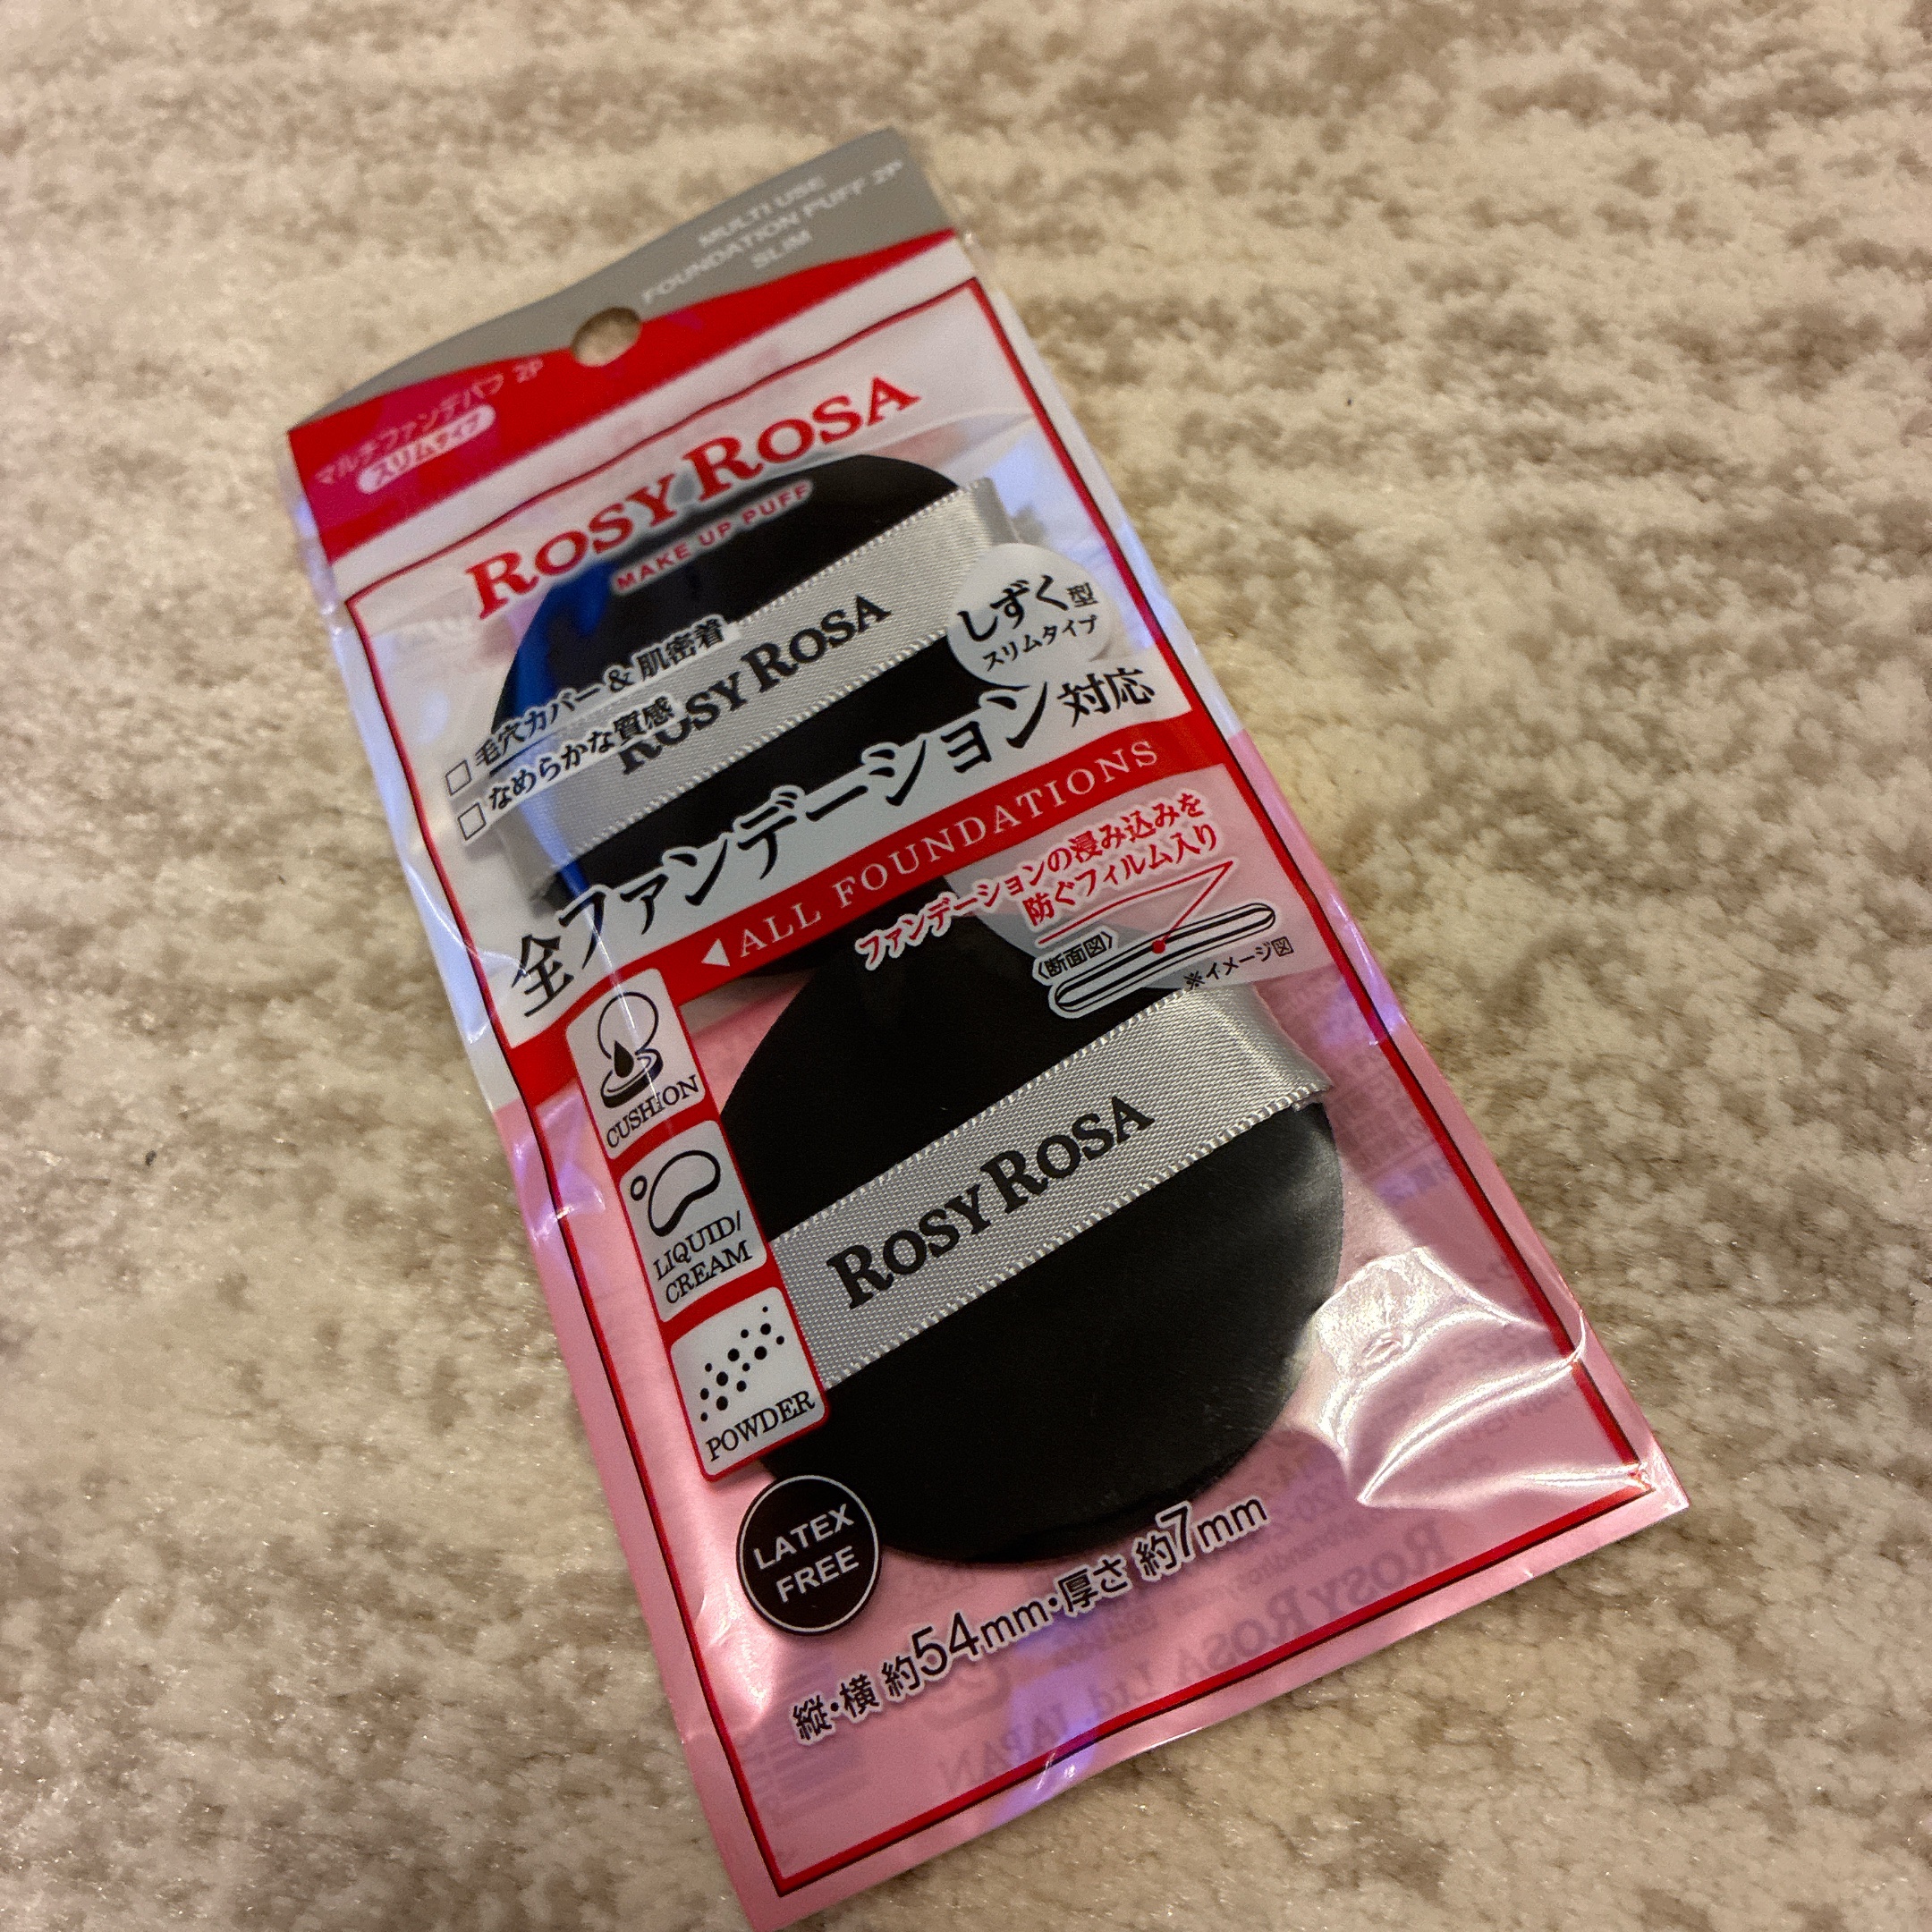 MULTI USE
FOUNDATION PUFF 2P
SLIM
マルチファンデパフ 2P
スリムタイプ
ROSY ROSA
MAKE UP PUFF
ROSY ROSA
しずく型
スリムタイプ
□ 毛穴カバー & 肌密着
□ なめらかな質感
全ファンデーション対応
ALL FOUNDATIONS
ファンデーションの浸み込みを
防ぐフィルム入り
〈断面図〉
※イメージ図
CUSHION
LIQUID/
CREAM
POWDER
ROSY ROSA
LATEX
FREE
縦・横 約54mm・厚さ 約7mm
ROSY ROSA
JAPAN